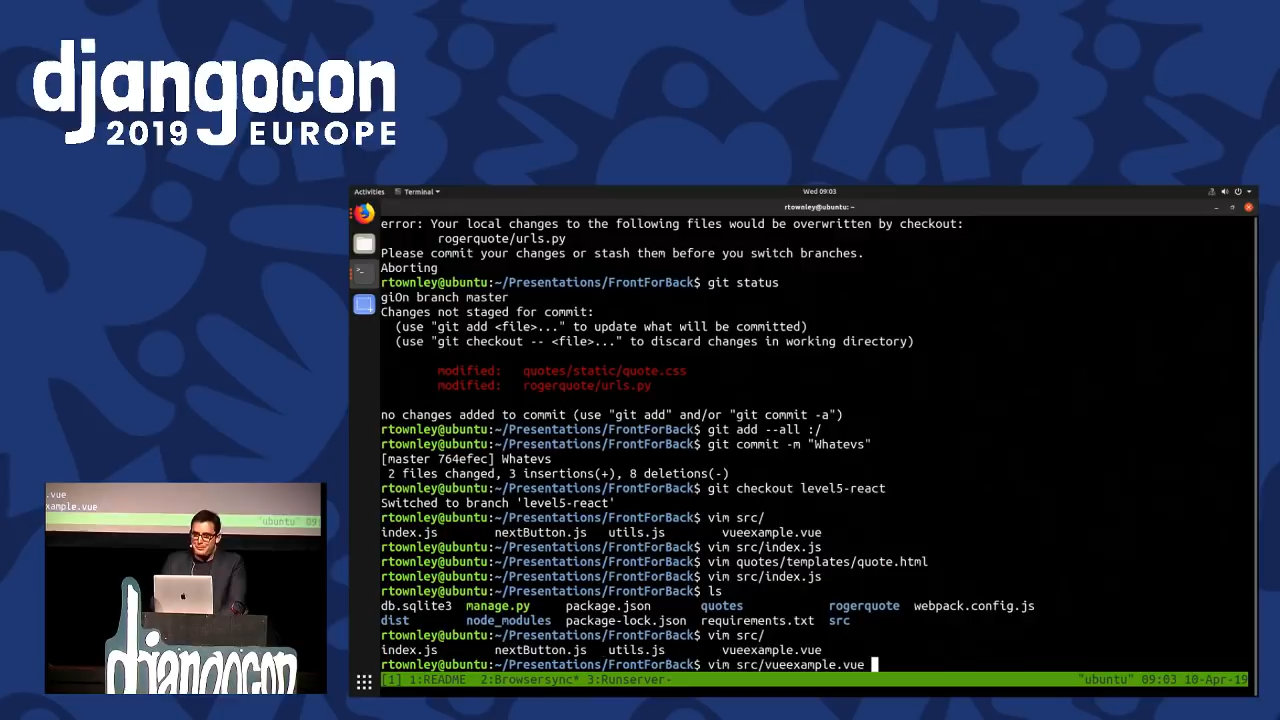 djangocon
2019 EUROPE
Activities Terminal Wed 09:03
rtownley@ubuntu: ~
error: Your local changes to the following files would be overwritten by checkout:
rogerquote/urls.py
Please commit your changes or stash them before you switch branches.
Aborting
rtownley@ubuntu:~/Presentations/FrontForBack$ git status
giOn branch master
Changes not staged for commit:
(use "git add <file>..." to update what will be committed)
(use "git checkout -- <file>..." to discard changes in working directory)
modified: quotes/static/quote.css
modified: rogerquote/urls.py
no changes added to commit (use "git add" and/or "git commit -a")
rtownley@ubuntu:~/Presentations/FrontForBack$ git add --all :/
rtownley@ubuntu:~/Presentations/FrontForBack$ git commit -m "Whatevs"
[master 764efec] Whatevs
2 files changed, 3 insertions(+), 8 deletions(-)
rtownley@ubuntu:~/Presentations/FrontForBack$ git checkout level5-react
Switched to branch 'level5-react'
rtownley@ubuntu:~/Presentations/FrontForBack$ vim src/
index.js nextButton.js utils.js vueexample.vue
rtownley@ubuntu:~/Presentations/FrontForBack$ vim src/index.js
rtownley@ubuntu:~/Presentations/FrontForBack$ vim quotes/templates/quote.html
rtownley@ubuntu:~/Presentations/FrontForBack$ vim src/index.js
rtownley@ubuntu:~/Presentations/FrontForBack$ ls
db.sqlite3 manage.py package.json quotes rogerquote webpack.config.js
dist node_modules package-lock.json requirements.txt src
rtownley@ubuntu:~/Presentations/FrontForBack$ vim src/
index.js nextButton.js utils.js vueexample.vue
rtownley@ubuntu:~/Presentations/FrontForBack$ vim src/vueexample.vue
[1] 1:README 2:Browsersync* 3:Runserver- "ubuntu" 09:03 10-Apr-19
.vue
xample.vue
"ubuntu" 09
djangocon